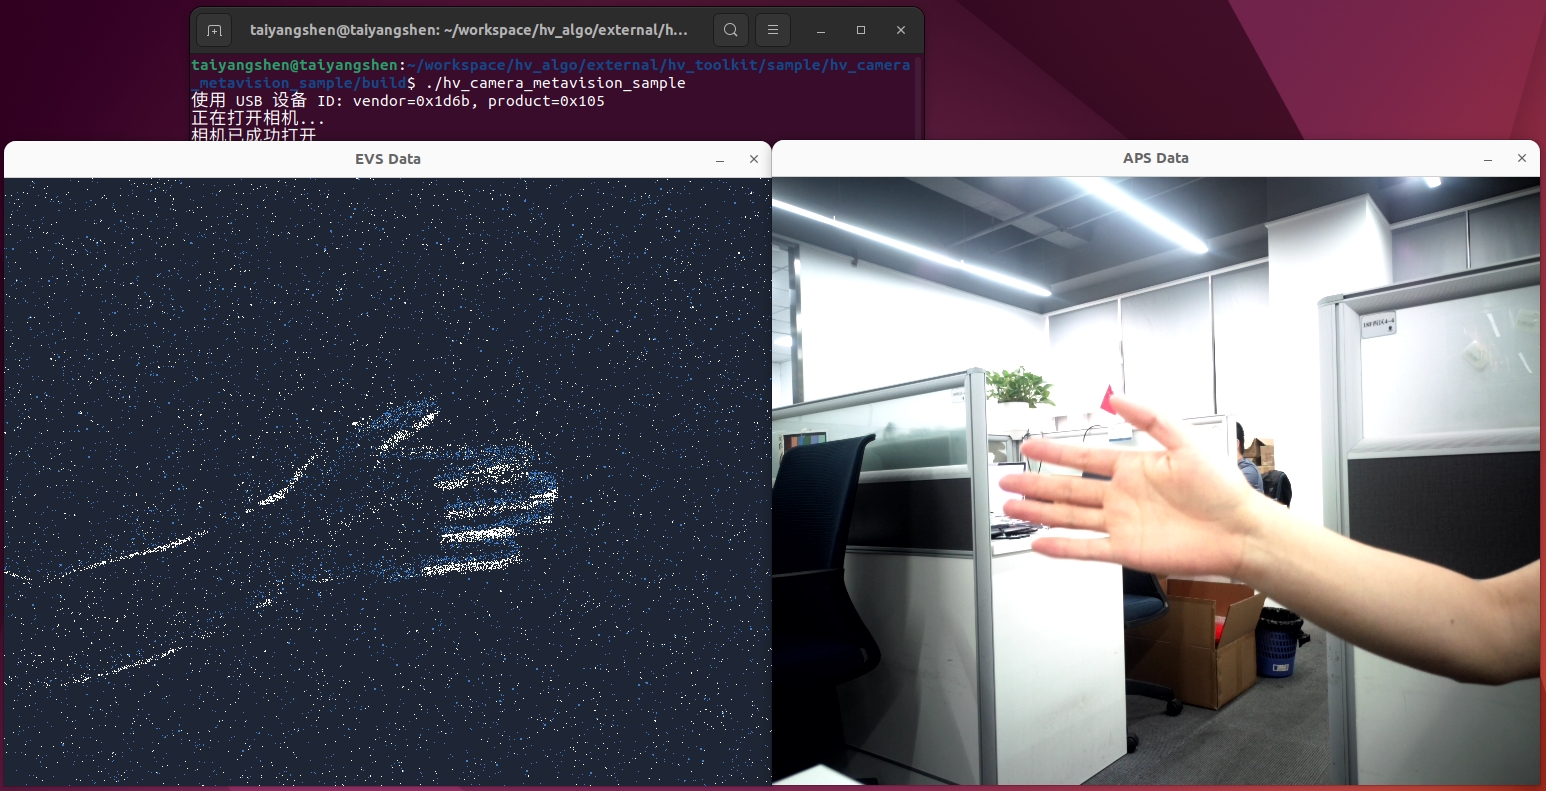 taiyangshen@taiyangshen: ~/workspace/hv_algo/external/h...
taiyangshen@taiyangshen:~/workspace/hv_algo/external/hv_toolkit/sample/hv_camera
_metavision_sample/build$ ./hv_camera_metavision_sample
使用 USB 设备 ID: vendor=0x1d6b, product=0x105
正在打开相机...
相机已成功打开
EVS Data
APS Data